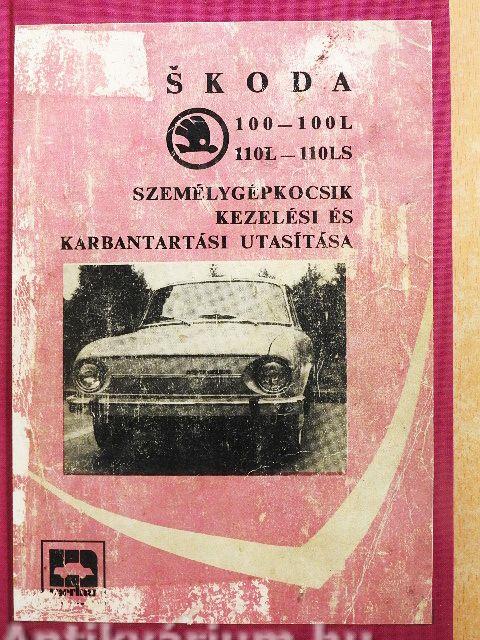 ŠKODA
100-100L
110L-110LS
SZEMÉLYGÉPKOCSIK
KEZELÉSI ÉS
KARBANTARTÁSI UTASÍTÁSA